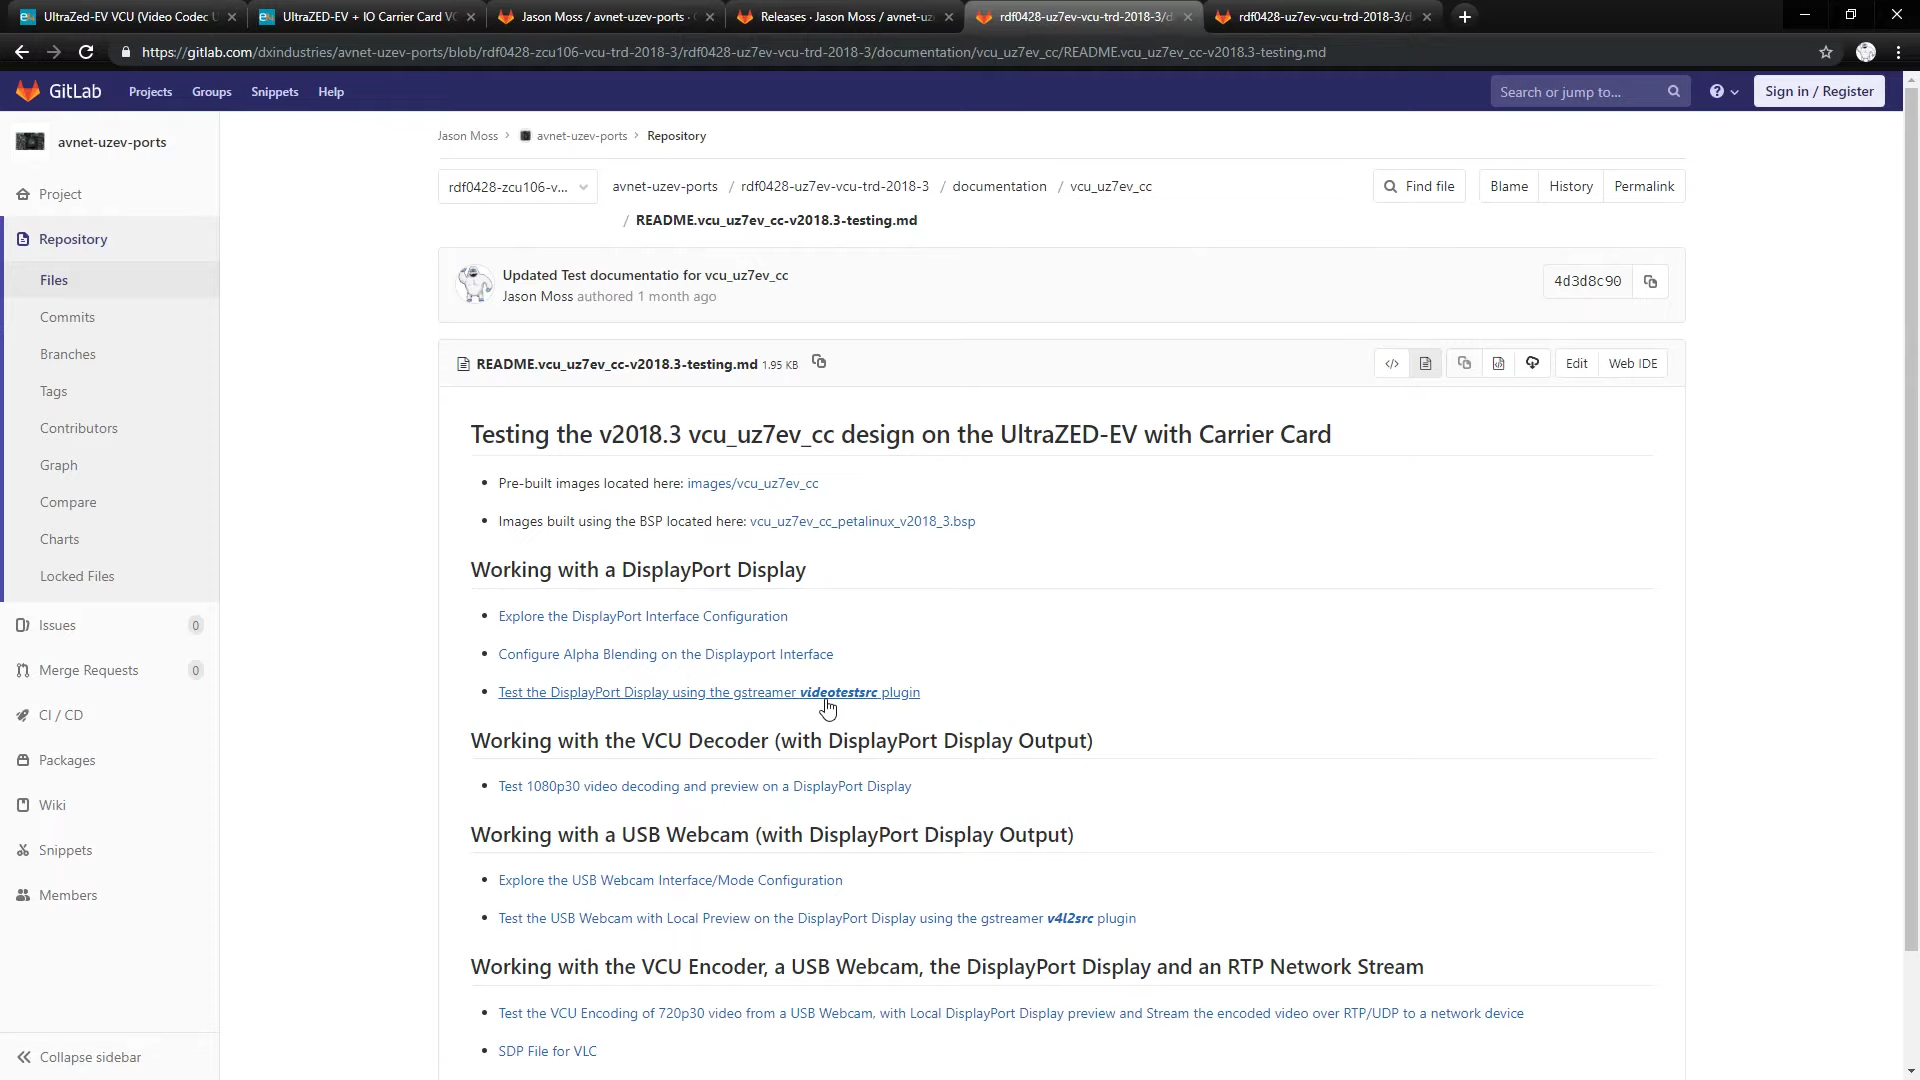 UltraZed-EV VCU (Video Codec U
UltraZED-EV + IO Carrier Card VC
Jason Moss / avnet-uzev-ports ·
Releases · Jason Moss / avnet-uz
rdf0428-uz7ev-vcu-trd-2018-3/d
rdf0428-uz7ev-vcu-trd-2018-3/d
https://gitlab.com/dxindustries/avnet-uzev-ports/blob/rdf0428-zcu106-vcu-trd-2018-3/rdf0428-uz7ev-vcu-trd-2018-3/documentation/vcu_uz7ev_cc/README.vcu_uz7ev_cc-v2018.3-testing.md
GitLab Projects Groups Snippets Help Search or jump to... Sign in / Register
avnet-uzev-ports
Project
Repository
Files
Commits
Branches
Tags
Contributors
Graph
Compare
Charts
Locked Files
Issues 0
Merge Requests 0
CI / CD
Packages
Wiki
Snippets
Members
Collapse sidebar
Jason Moss > avnet-uzev-ports > Repository
rdf0428-zcu106-v... avnet-uzev-ports / rdf0428-uz7ev-vcu-trd-2018-3 / documentation / vcu_uz7ev_cc
/ README.vcu_uz7ev_cc-v2018.3-testing.md
Find file Blame History Permalink
Updated Test documentatio for vcu_uz7ev_cc
Jason Moss authored 1 month ago
4d3d8c90
README.vcu_uz7ev_cc-v2018.3-testing.md 1.95 KB
</> Edit Web IDE
Testing the v2018.3 vcu_uz7ev_cc design on the UltraZED-EV with Carrier Card
• Pre-built images located here: images/vcu_uz7ev_cc
• Images built using the BSP located here: vcu_uz7ev_cc_petalinux_v2018_3.bsp
Working with a DisplayPort Display
• Explore the DisplayPort Interface Configuration
• Configure Alpha Blending on the Displayport Interface
• Test the DisplayPort Display using the gstreamer videotestsrc plugin
Working with the VCU Decoder (with DisplayPort Display Output)
• Test 1080p30 video decoding and preview on a DisplayPort Display
Working with a USB Webcam (with DisplayPort Display Output)
• Explore the USB Webcam Interface/Mode Configuration
• Test the USB Webcam with Local Preview on the DisplayPort Display using the gstreamer v4l2src plugin
Working with the VCU Encoder, a USB Webcam, the DisplayPort Display and an RTP Network Stream
• Test the VCU Encoding of 720p30 video from a USB Webcam, with Local DisplayPort Display preview and Stream the encoded video over RTP/UDP to a network device
• SDP File for VLC